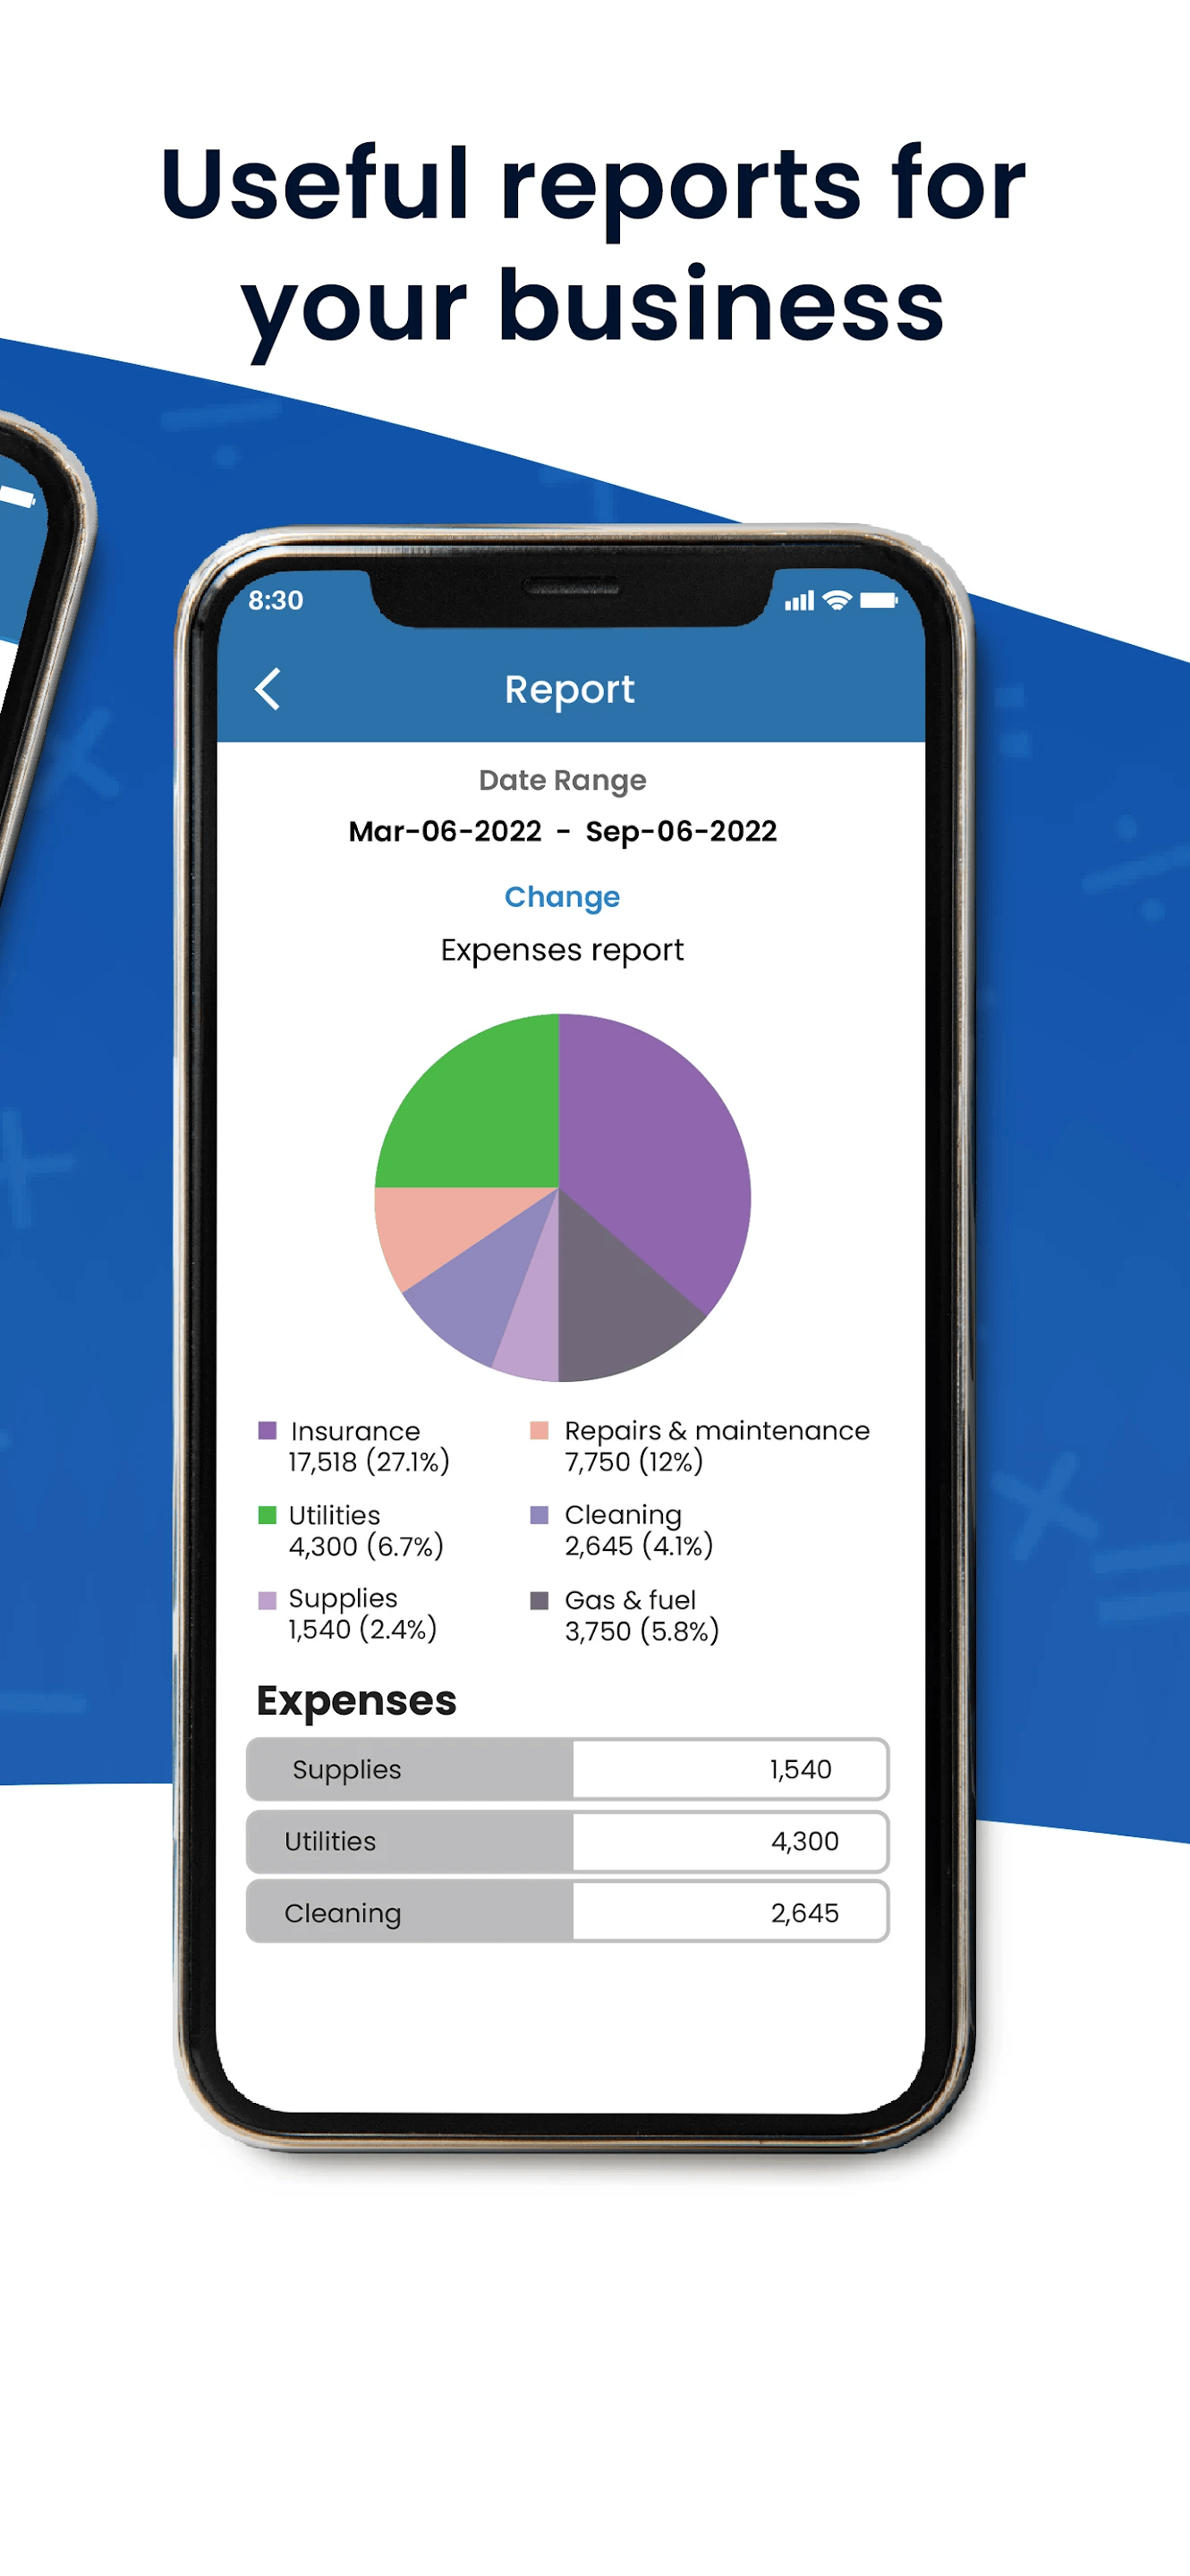 Useful reports for
your business
8:30
Report
Date Range
Mar-06-2022 - Sep-06-2022
Change
Expenses report
Insurance
17,518 (27.1%)
Repairs & maintenance
7,750 (12%)
Utilities
4,300 (6.7%)
Cleaning
2,645 (4.1%)
Supplies
1,540 (2.4%)
Gas & fuel
3,750 (5.8%)
Expenses
Supplies 1,540
Utilities 4,300
Cleaning 2,645